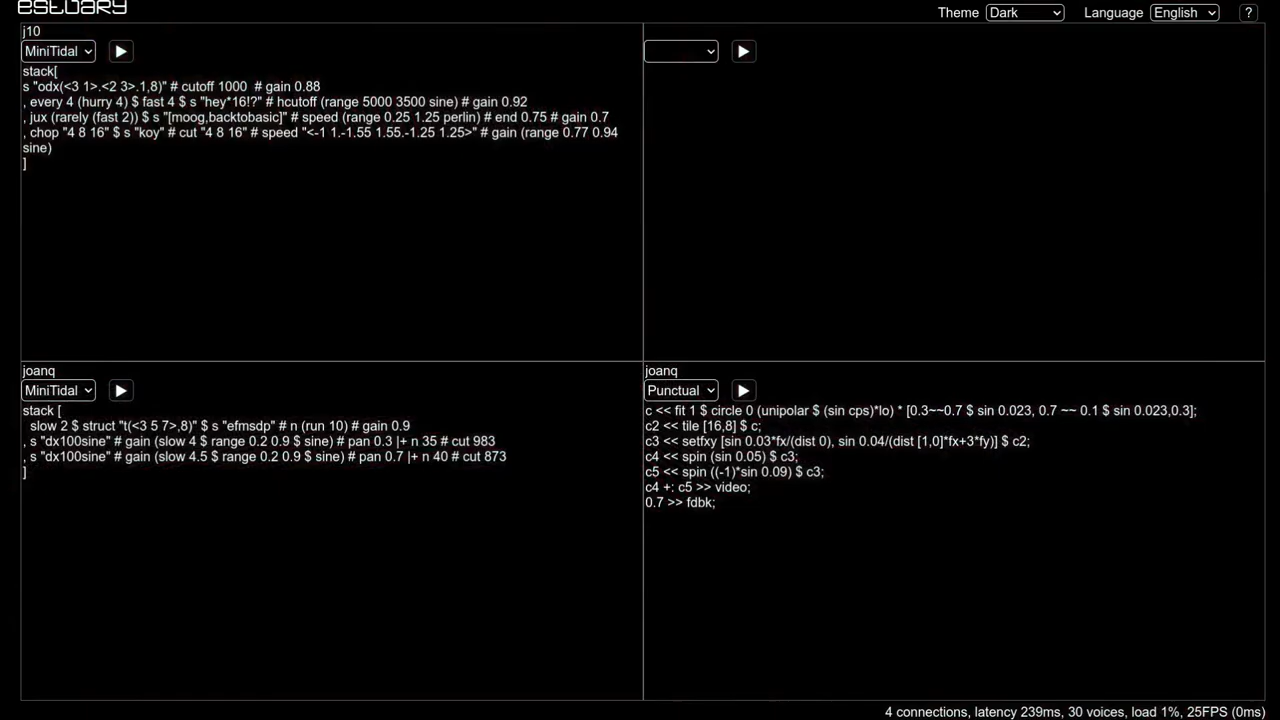 estuary
Theme Dark Language English ?
j10
MiniTidal
stack[
s "odx(<3 1>.<2 3>.1,8)" # cutoff 1000  # gain 0.88
, every 4 (hurry 4) $ fast 4 $ s "hey*16!?" # hcutoff (range 5000 3500 sine) # gain 0.92
, jux (rarely (fast 2)) $ s "[moog,backtobasic]" # speed (range 0.25 1.25 perlin) # end 0.75 # gain 0.7
, chop "4 8 16" $ s "koy" # cut "4 8 16" # speed "<-1 1.-1.55 1.55.-1.25 1.25>" # gain (range 0.77 0.94
sine)
]
joanq
MiniTidal
stack [
slow 2 $ struct "t(<3 5 7>,8)" $ s "efmsdp" # n (run 10) # gain 0.9
, s "dx100sine" # gain (slow 4 $ range 0.2 0.9 $ sine) # pan 0.3 |+ n 35 # cut 983
, s "dx100sine" # gain (slow 4.5 $ range 0.2 0.9 $ sine) # pan 0.7 |+ n 40 # cut 873
]
joanq
Punctual
c << fit 1 $ circle 0 (unipolar $ (sin cps)*lo) * [0.3~~0.7 $ sin 0.023, 0.7 ~~ 0.1 $ sin 0.023,0.3];
c2 << tile [16,8] $ c;
c3 << setfxy [sin 0.03*fx/(dist 0), sin 0.04/(dist [1,0]*fx+3*fy)] $ c2;
c4 << spin (sin 0.05) $ c3;
c5 << spin ((-1)*sin 0.09) $ c3;
c4 +: c5 >> video;
0.7 >> fdbk;
4 connections, latency 239ms, 30 voices, load 1%, 25FPS (0ms)